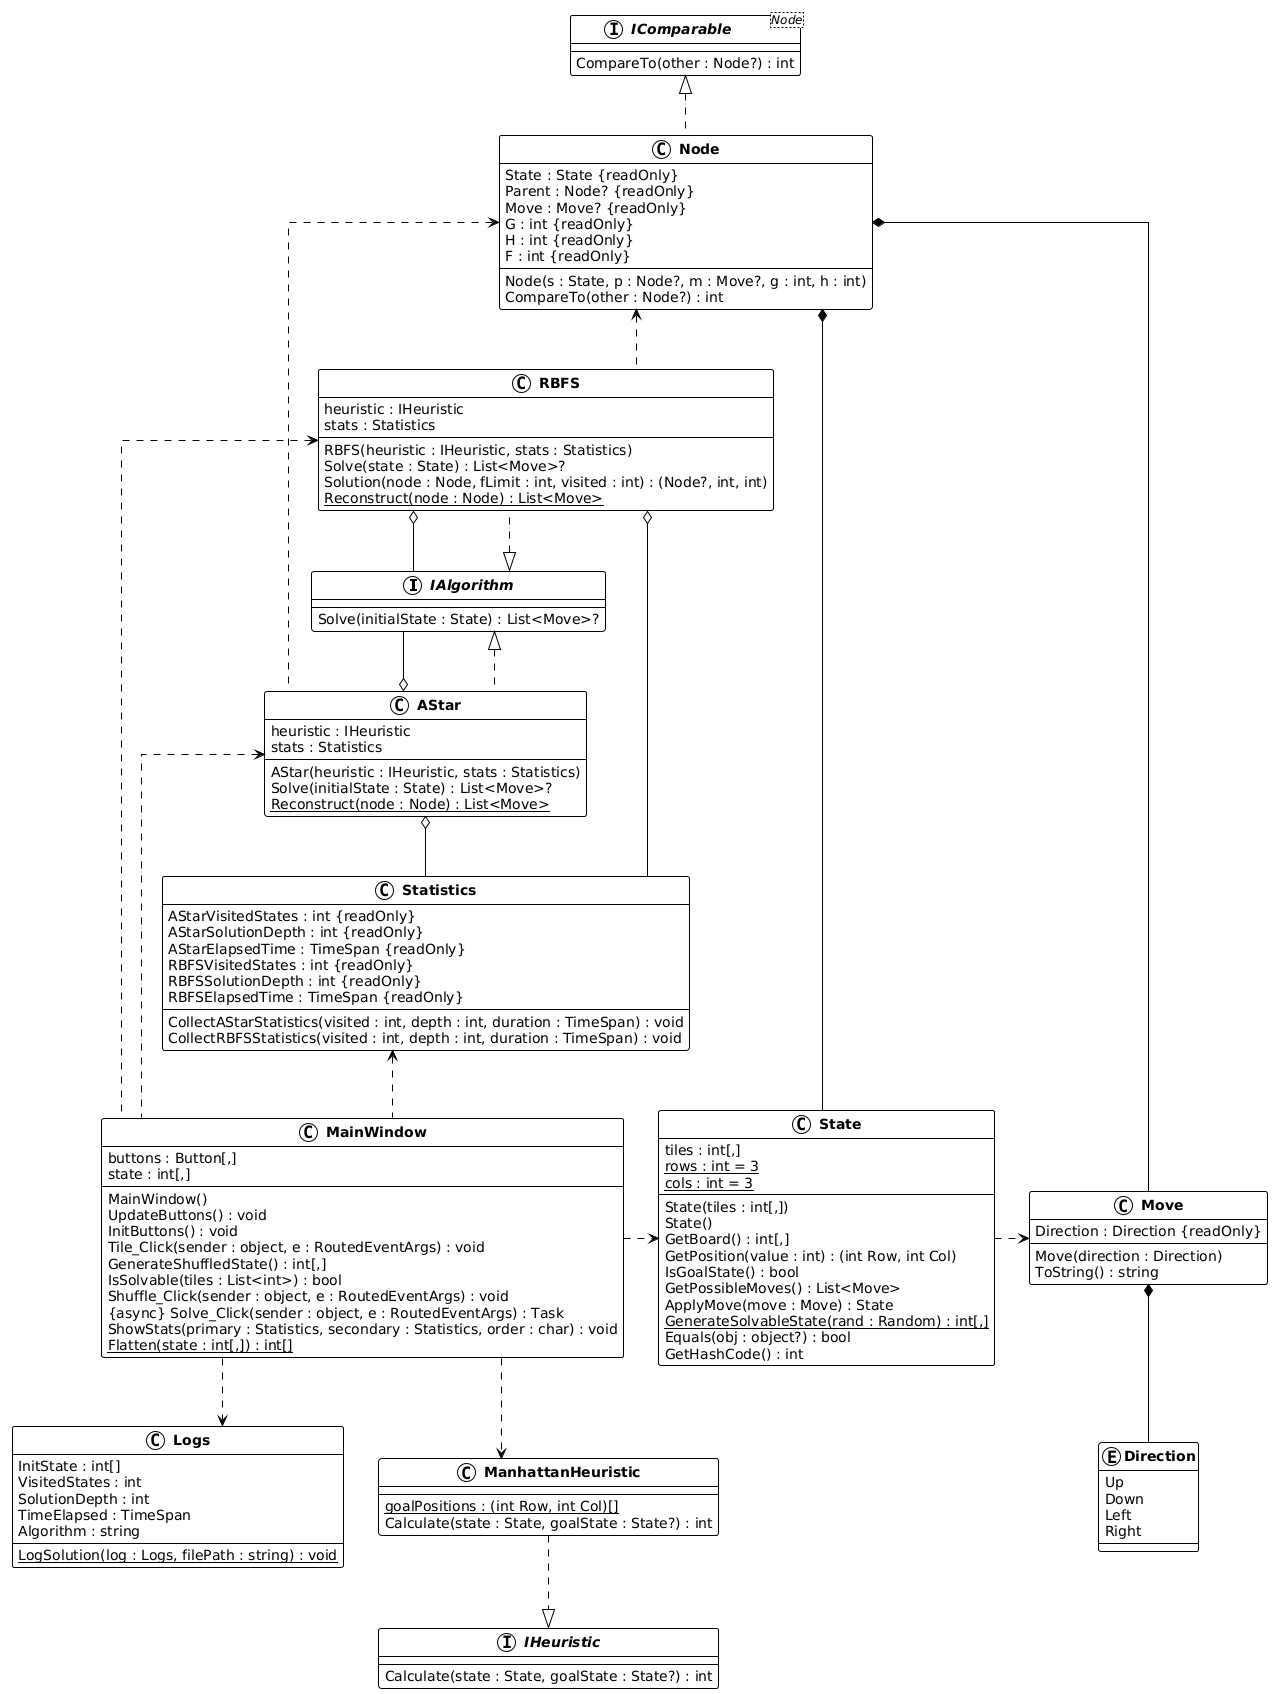 IComparable
Node
CompareTo(other : Node?) : int
Node
State : State {readOnly}
Parent : Node? {readOnly}
Move : Move? {readOnly}
G : int {readOnly}
H : int {readOnly}
F : int {readOnly}
Node(s : State, p : Node?, m : Move?, g : int, h : int)
CompareTo(other : Node?) : int
RBFS
heuristic : IHeuristic
stats : Statistics
RBFS(heuristic : IHeuristic, stats : Statistics)
Solve(state : State) : List<Move>?
Solution(node : Node, fLimit : int, visited : int) : (Node?, int, int)
Reconstruct(node : Node) : List<Move>
IAlgorithm
Solve(initialState : State) : List<Move>?
AStar
heuristic : IHeuristic
stats : Statistics
AStar(heuristic : IHeuristic, stats : Statistics)
Solve(initialState : State) : List<Move>?
Reconstruct(node : Node) : List<Move>
Statistics
AStarVisitedStates : int {readOnly}
AStarSolutionDepth : int {readOnly}
AStarElapsedTime : TimeSpan {readOnly}
RBFSVisitedStates : int {readOnly}
RBFSSolutionDepth : int {readOnly}
RBFSElapsedTime : TimeSpan {readOnly}
CollectAStarStatistics(visited : int, depth : int, duration : TimeSpan) : void
CollectRBFSStatistics(visited : int, depth : int, duration : TimeSpan) : void
MainWindow
buttons : Button[,]
state : int[,]
MainWindow()
UpdateButtons() : void
InitButtons() : void
Tile_Click(sender : object, e : RoutedEventArgs) : void
GenerateShuffledState() : int[,]
IsSolvable(tiles : List<int>) : bool
Shuffle_Click(sender : object, e : RoutedEventArgs) : void
{async} Solve_Click(sender : object, e : RoutedEventArgs) : Task
ShowStats(primary : Statistics, secondary : Statistics, order : char) : void
Flatten(state : int[,]) : int[]
State
tiles : int[,]
rows : int = 3
cols : int = 3
State(tiles : int[,])
State()
GetBoard() : int[,]
GetPosition(value : int) : (int Row, int Col)
IsGoalState() : bool
GetPossibleMoves() : List<Move>
ApplyMove(move : Move) : State
GenerateSolvableState(rand : Random) : int[,]
Equals(obj : object?) : bool
GetHashCode() : int
Move
Direction : Direction {readOnly}
Move(direction : Direction)
ToString() : string
Logs
InitState : int[]
VisitedStates : int
SolutionDepth : int
TimeElapsed : TimeSpan
Algorithm : string
LogSolution(log : Logs, filePath : string) : void
ManhattanHeuristic
goalPositions : (int Row, int Col)[]
Calculate(state : State, goalState : State?) : int
Direction
Up
Down
Left
Right
IHeuristic
Calculate(state : State, goalState : State?) : int